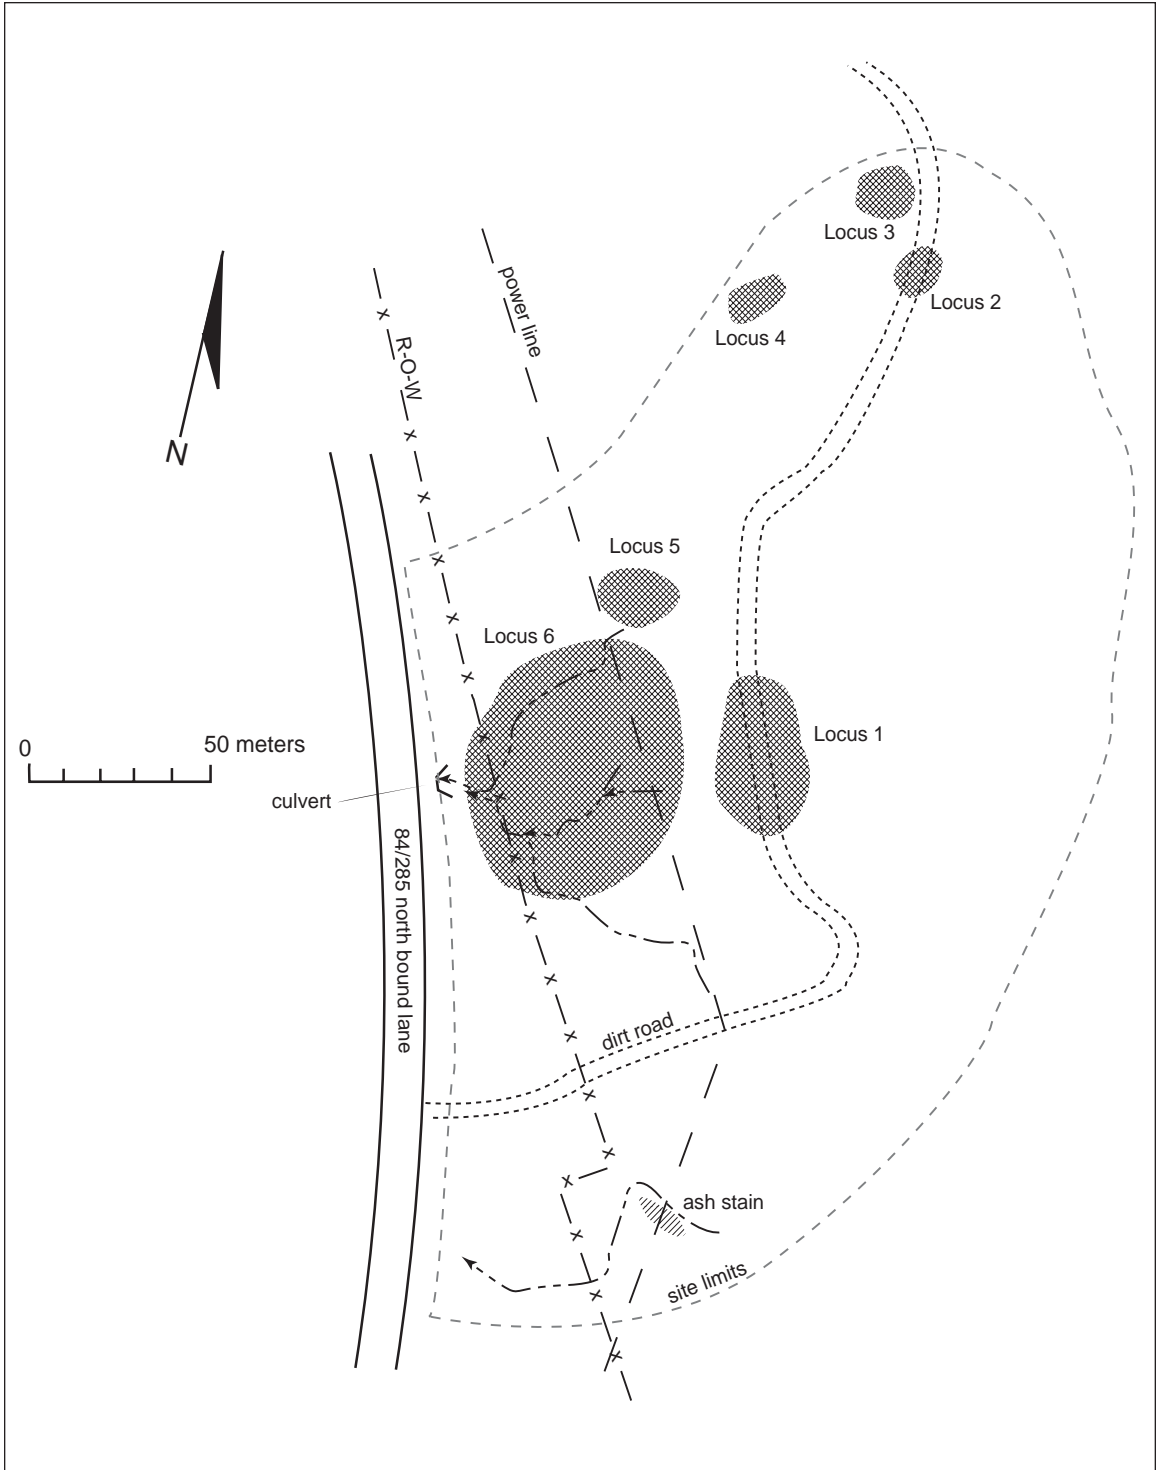 Locus 3
Locus 2
Locus 4
power line
R-O-W
N
Locus 5
Locus 6
Locus 1
0 50 meters
culvert
84/285 north bound lane
dirt road
ash stain
site limits